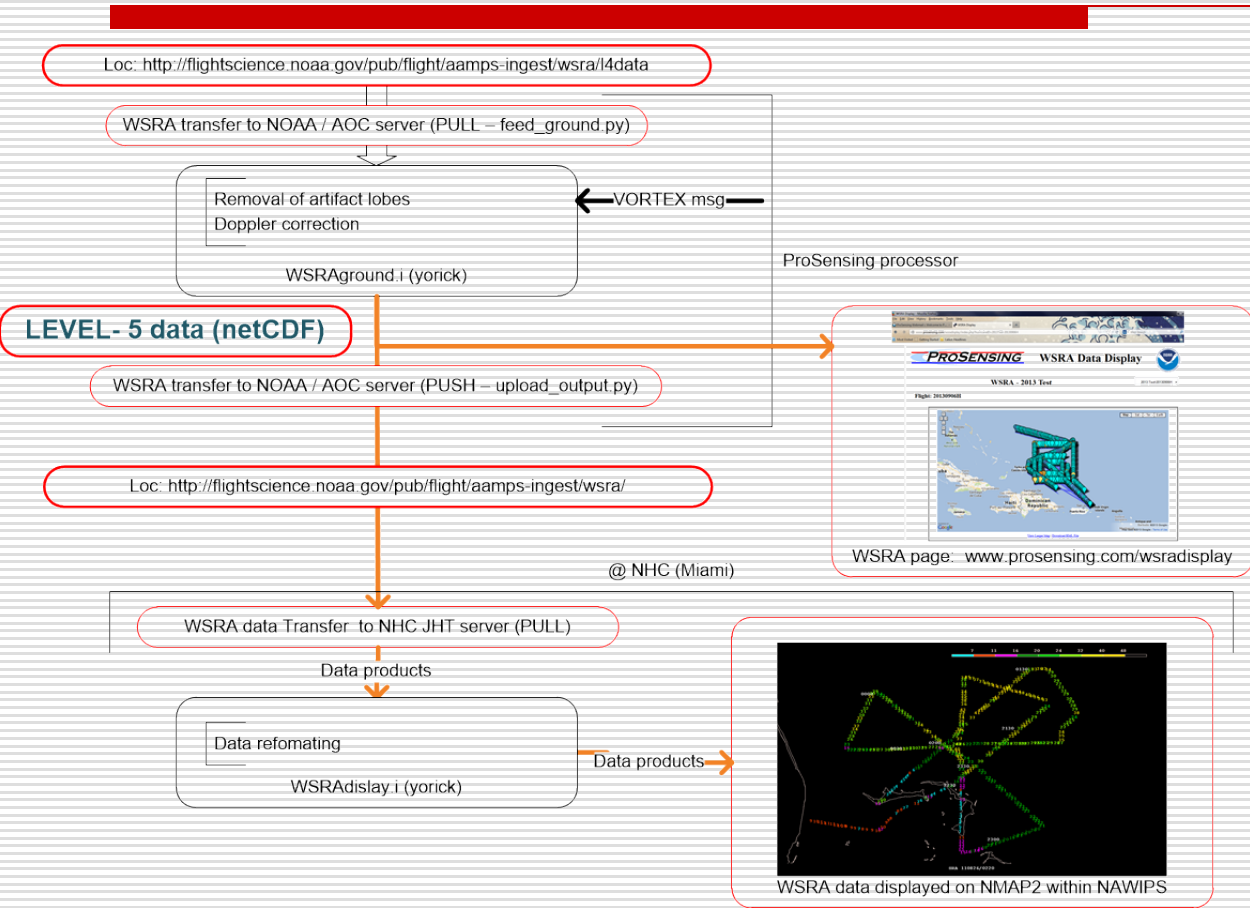 Loc: http://flightscience.noaa.gov/pub/flight/aamps-ingest/wsra/l4data
WSRA transfer to NOAA / AOC server (PULL – feed_ground.py)
Removal of artifact lobes
Doppler correction
VORTEX msg
WSRAground.i (yorick)
ProSensing processor
LEVEL- 5 data (netCDF)
WSRA transfer to NOAA / AOC server (PUSH – upload_output.py)
PROSENSING WSRA Data Display
WSRA - 2013 Test
Flight: 20130906H
Dominican
Republic
WSRA page: www.prosensing.com/wsradisplay
Loc: http://flightscience.noaa.gov/pub/flight/aamps-ingest/wsra/
@ NHC (Miami)
WSRA data Transfer to NHC JHT server (PULL)
Data products
Data refomating
WSRAdislay.i (yorick)
Data products
WSRA data displayed on NMAP2 within NAWIPS